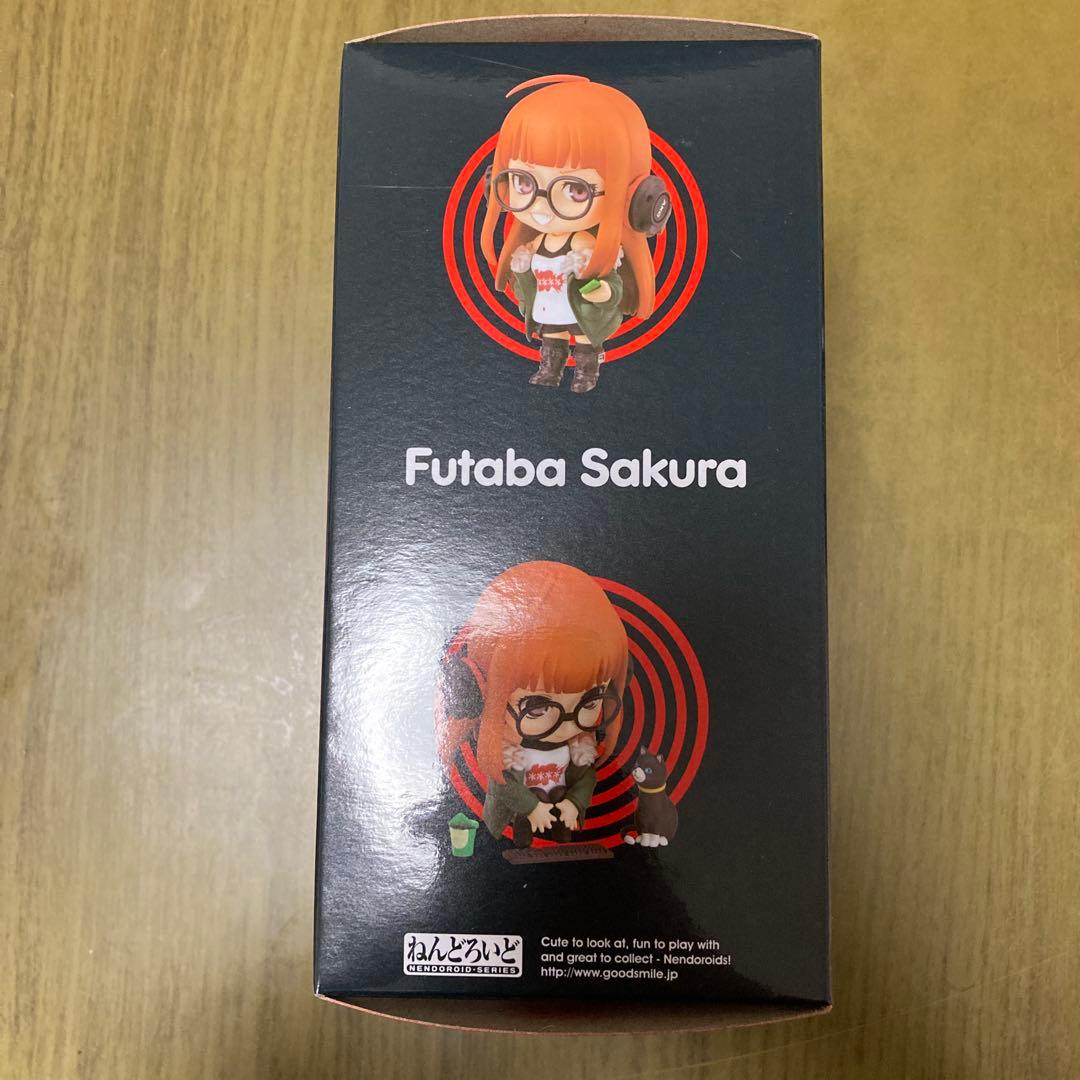 Futaba Sakura
ねんどろいど
NENDOROID・SERIES
Cute to look at, fun to play with
and great to collect - Nendoroids!
http://www.goodsmile.jp